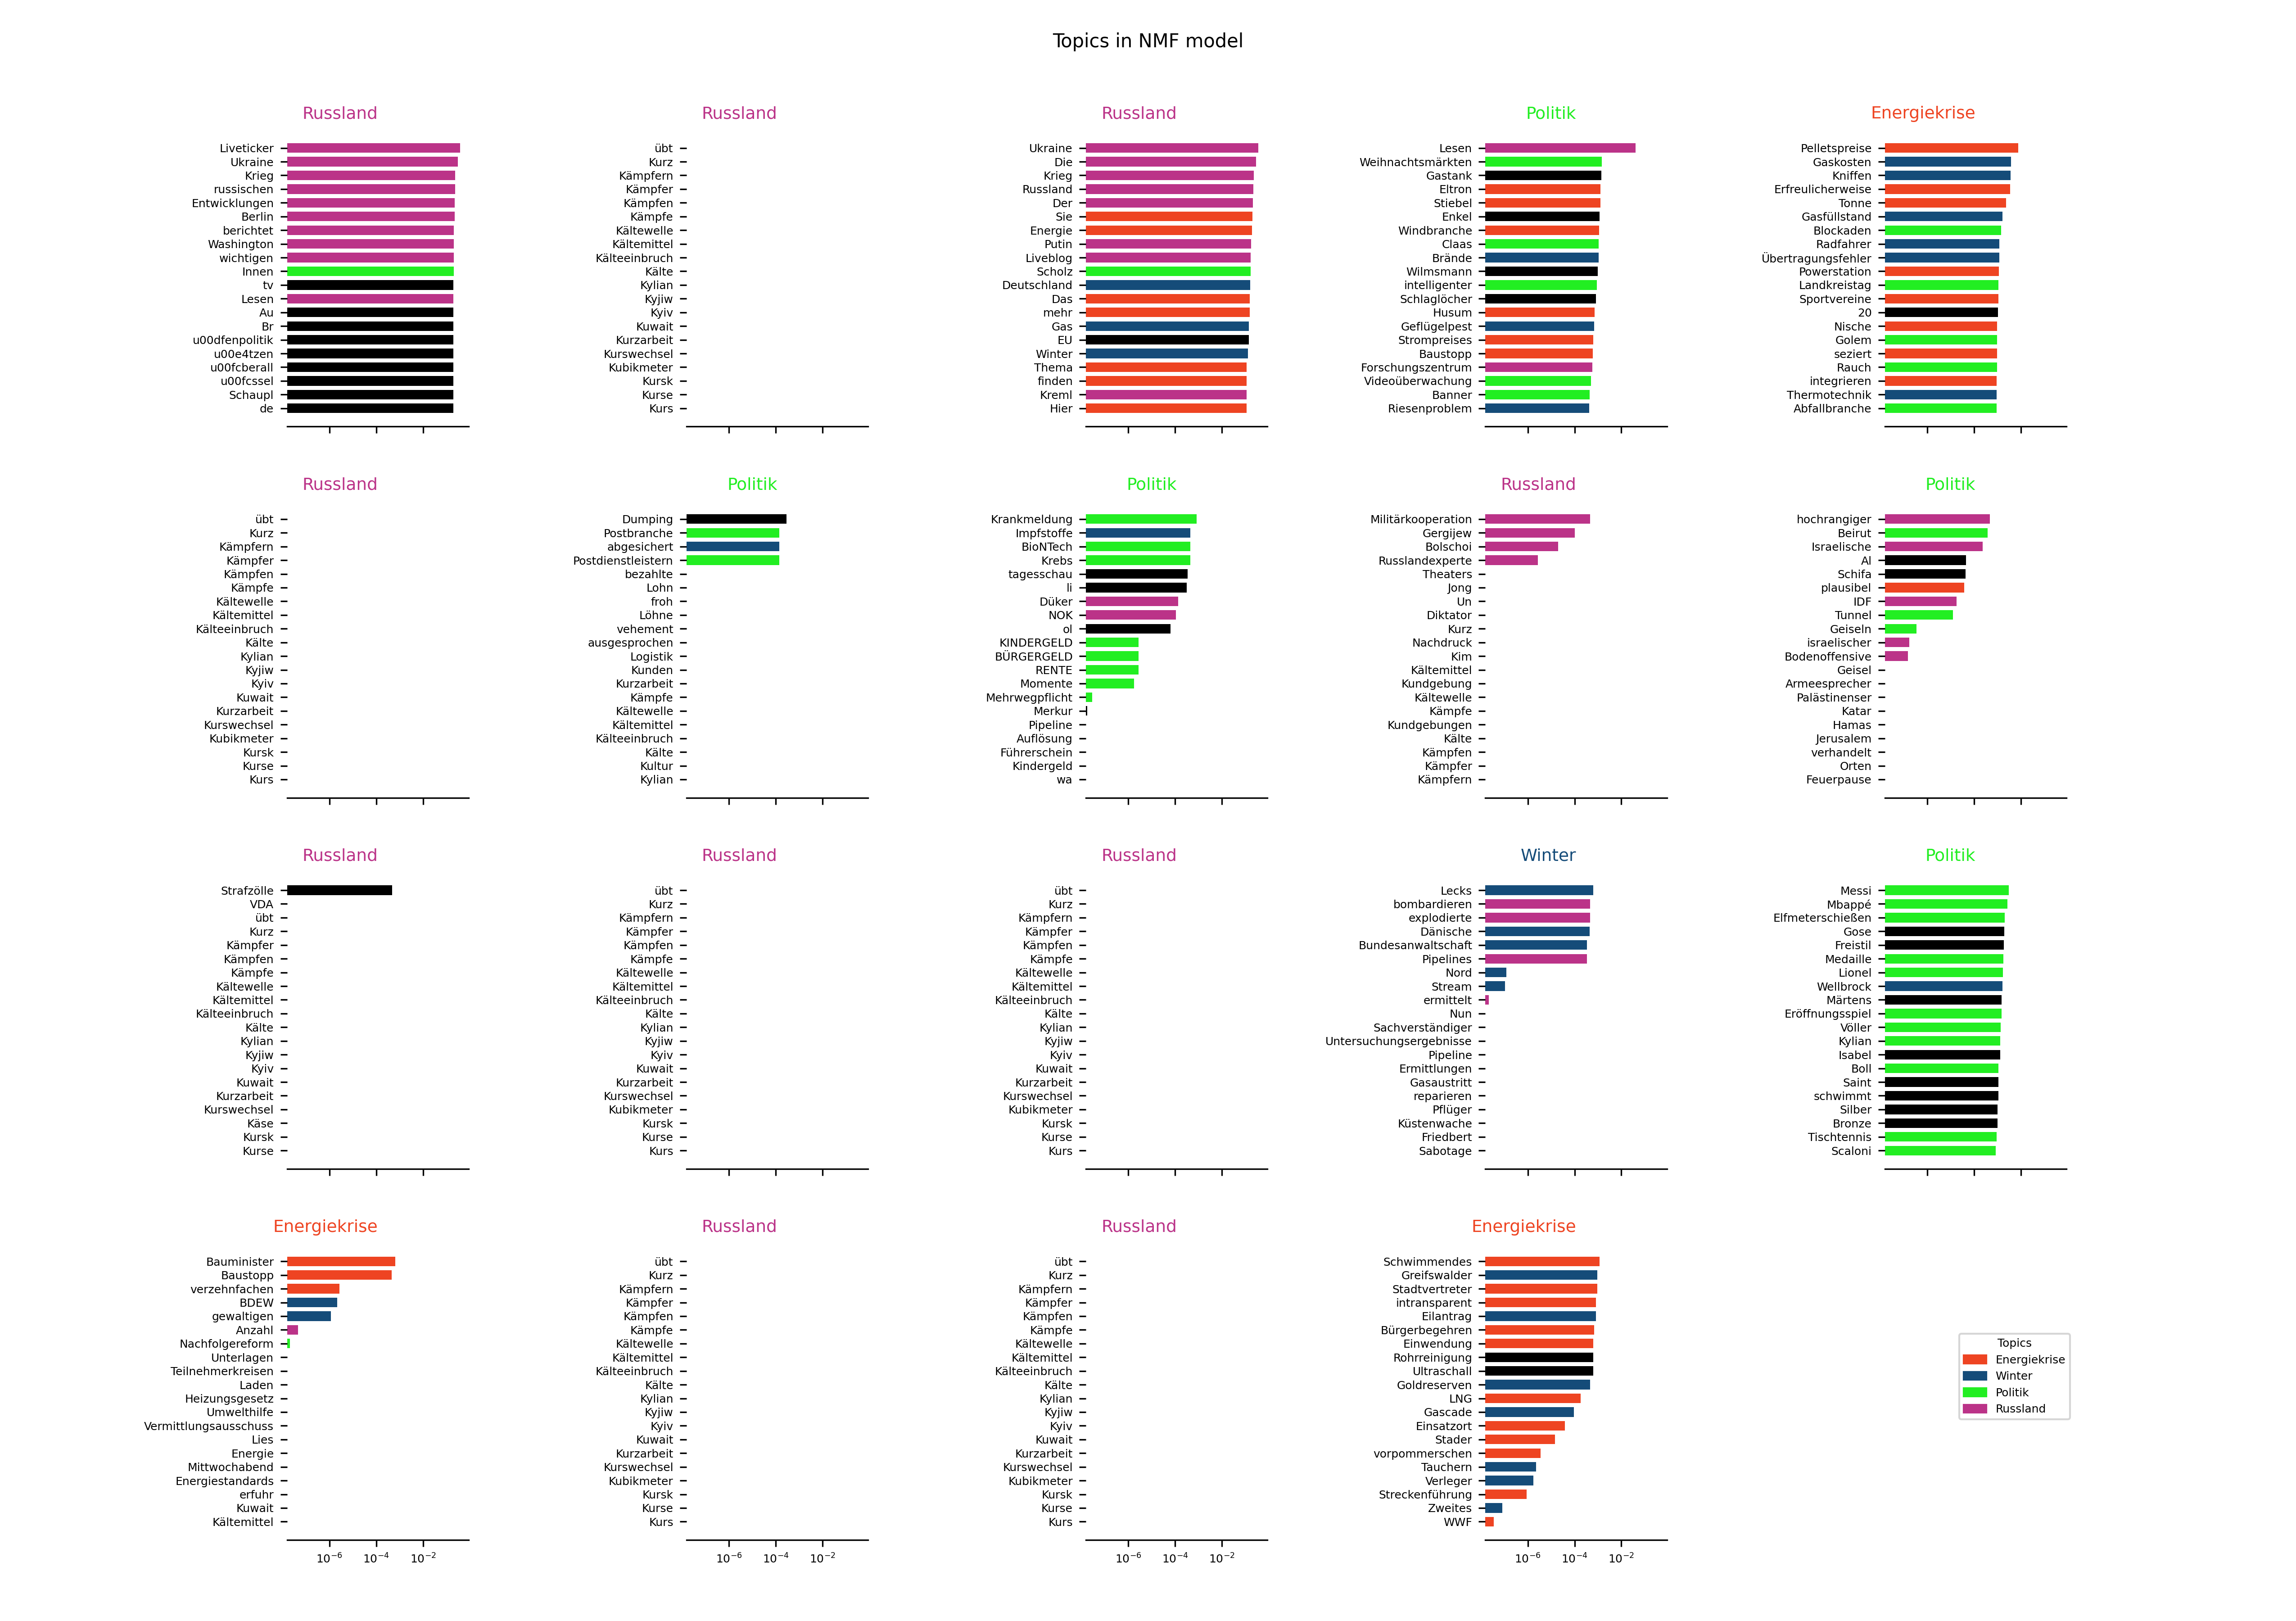 Topics in NMF model
Russland
Liveticker
Ukraine
Krieg
russischen
Entwicklungen
Berlin
berichtet
Washington
wichtigen
Innen
tv
Lesen
Au
Br
u00dfenpolitik
u00e4tzen
u00fcberall
u00fcssel
Schaupl
de
Russland
übt
Kurz
Kämpfern
Kämpfer
Kämpfen
Kämpfe
Kältewelle
Kältemittel
Kälteeinbruch
Kälte
Kylian
Kyjiw
Kyiv
Kuwait
Kurzarbeit
Kurswechsel
Kubikmeter
Kursk
Kurse
Kurs
Russland
Ukraine
Die
Krieg
Russland
Der
Sie
Energie
Putin
Liveblog
Scholz
Deutschland
Das
mehr
Gas
EU
Winter
Thema
finden
Kreml
Hier
Politik
Lesen
Weihnachtsmärkten
Gastank
Eltron
Stiebel
Enkel
Windbranche
Claas
Brände
Wilmsmann
intelligenter
Schlaglöcher
Husum
Geflügelpest
Strompreises
Baustopp
Forschungszentrum
Videoüberwachung
Banner
Riesenproblem
Energiekrise
Pelletspreise
Gaskosten
Kniffen
Erfreulicherweise
Tonne
Gasfüllstand
Blockaden
Radfahrer
Übertragungsfehler
Powerstation
Landkreistag
Sportvereine
20
Nische
Golem
seziert
Rauch
integrieren
Thermotechnik
Abfallbranche
Russland
übt
Kurz
Kämpfern
Kämpfer
Kämpfen
Kämpfe
Kältewelle
Kältemittel
Kälteeinbruch
Kälte
Kylian
Kyjiw
Kyiv
Kuwait
Kurzarbeit
Kurswechsel
Kubikmeter
Kursk
Kurse
Kurs
Politik
Dumping
Postbranche
abgesichert
Postdienstleistern
bezahlte
Lohn
froh
Löhne
vehement
ausgesprochen
Logistik
Kunden
Kurzarbeit
Kämpfe
Kältewelle
Kältemittel
Kälteeinbruch
Kälte
Kultur
Kylian
Politik
Krankmeldung
Impfstoffe
BioNTech
Krebs
tagesschau
li
Düker
NOK
ol
KINDERGELD
BÜRGERGELD
RENTE
Momente
Mehrwegpflicht
Merkur
Pipeline
Auflösung
Führerschein
Kindergeld
wa
Russland
Militärkooperation
Gergijew
Bolschoi
Russlandexperte
Theaters
Jong
Un
Diktator
Kurz
Nachdruck
Kim
Kältemittel
Kundgebung
Kältewelle
Kämpfe
Kundgebungen
Kälte
Kämpfen
Kämpfer
Kämpfern
Politik
hochrangiger
Beirut
Israelische
Al
Schifa
plausibel
IDF
Tunnel
Geiseln
israelischer
Bodenoffensive
Geisel
Armeesprecher
Palästinenser
Katar
Hamas
Jerusalem
verhandelt
Orten
Feuerpause
Russland
Strafzölle
VDA
übt
Kurz
Kämpfer
Kämpfen
Kämpfe
Kältewelle
Kältemittel
Kälteeinbruch
Kälte
Kylian
Kyjiw
Kyiv
Kuwait
Kurzarbeit
Kurswechsel
Käse
Kursk
Kurse
Russland
übt
Kurz
Kämpfern
Kämpfer
Kämpfen
Kämpfe
Kältewelle
Kältemittel
Kälteeinbruch
Kälte
Kylian
Kyjiw
Kyiv
Kuwait
Kurzarbeit
Kurswechsel
Kubikmeter
Kursk
Kurse
Kurs
Russland
übt
Kurz
Kämpfern
Kämpfer
Kämpfen
Kämpfe
Kältewelle
Kältemittel
Kälteeinbruch
Kälte
Kylian
Kyjiw
Kyiv
Kuwait
Kurzarbeit
Kurswechsel
Kubikmeter
Kursk
Kurse
Kurs
Winter
Lecks
bombardieren
explodierte
Dänische
Bundesanwaltschaft
Pipelines
Nord
Stream
ermittelt
Nun
Sachverständiger
Untersuchungsergebnisse
Pipeline
Ermittlungen
Gasaustritt
reparieren
Pflüger
Küstenwache
Friedbert
Sabotage
Politik
Messi
Mbappé
Elfmeterschießen
Gose
Freistil
Medaille
Lionel
Wellbrock
Märtens
Eröffnungsspiel
Völler
Kylian
Isabel
Boll
Saint
schwimmt
Silber
Bronze
Tischtennis
Scaloni
Energiekrise
Bauminister
Baustopp
verzehnfachen
BDEW
gewaltigen
Anzahl
Nachfolgereform
Unterlagen
Teilnehmerkreisen
Laden
Heizungsgesetz
Umwelthilfe
Vermittlungsausschuss
Lies
Energie
Mittwochabend
Energiestandards
erfuhr
Kuwait
Kältemittel
10⁻⁶ 10⁻⁴ 10⁻²
Russland
übt
Kurz
Kämpfern
Kämpfer
Kämpfen
Kämpfe
Kältewelle
Kältemittel
Kälteeinbruch
Kälte
Kylian
Kyjiw
Kyiv
Kuwait
Kurzarbeit
Kurswechsel
Kubikmeter
Kursk
Kurse
Kurs
10⁻⁶ 10⁻⁴ 10⁻²
Russland
übt
Kurz
Kämpfern
Kämpfer
Kämpfen
Kämpfe
Kältewelle
Kältemittel
Kälteeinbruch
Kälte
Kylian
Kyjiw
Kyiv
Kuwait
Kurzarbeit
Kurswechsel
Kubikmeter
Kursk
Kurse
Kurs
10⁻⁶ 10⁻⁴ 10⁻²
Energiekrise
Schwimmendes
Greifswalder
Stadtvertreter
intransparent
Eilantrag
Bürgerbegehren
Einwendung
Rohrreinigung
Ultraschall
Goldreserven
LNG
Gascade
Einsatzort
Stader
vorpommerschen
Tauchern
Verleger
Streckenführung
Zweites
WWF
10⁻⁶ 10⁻⁴ 10⁻²
Topics
Energiekrise
Winter
Politik
Russland